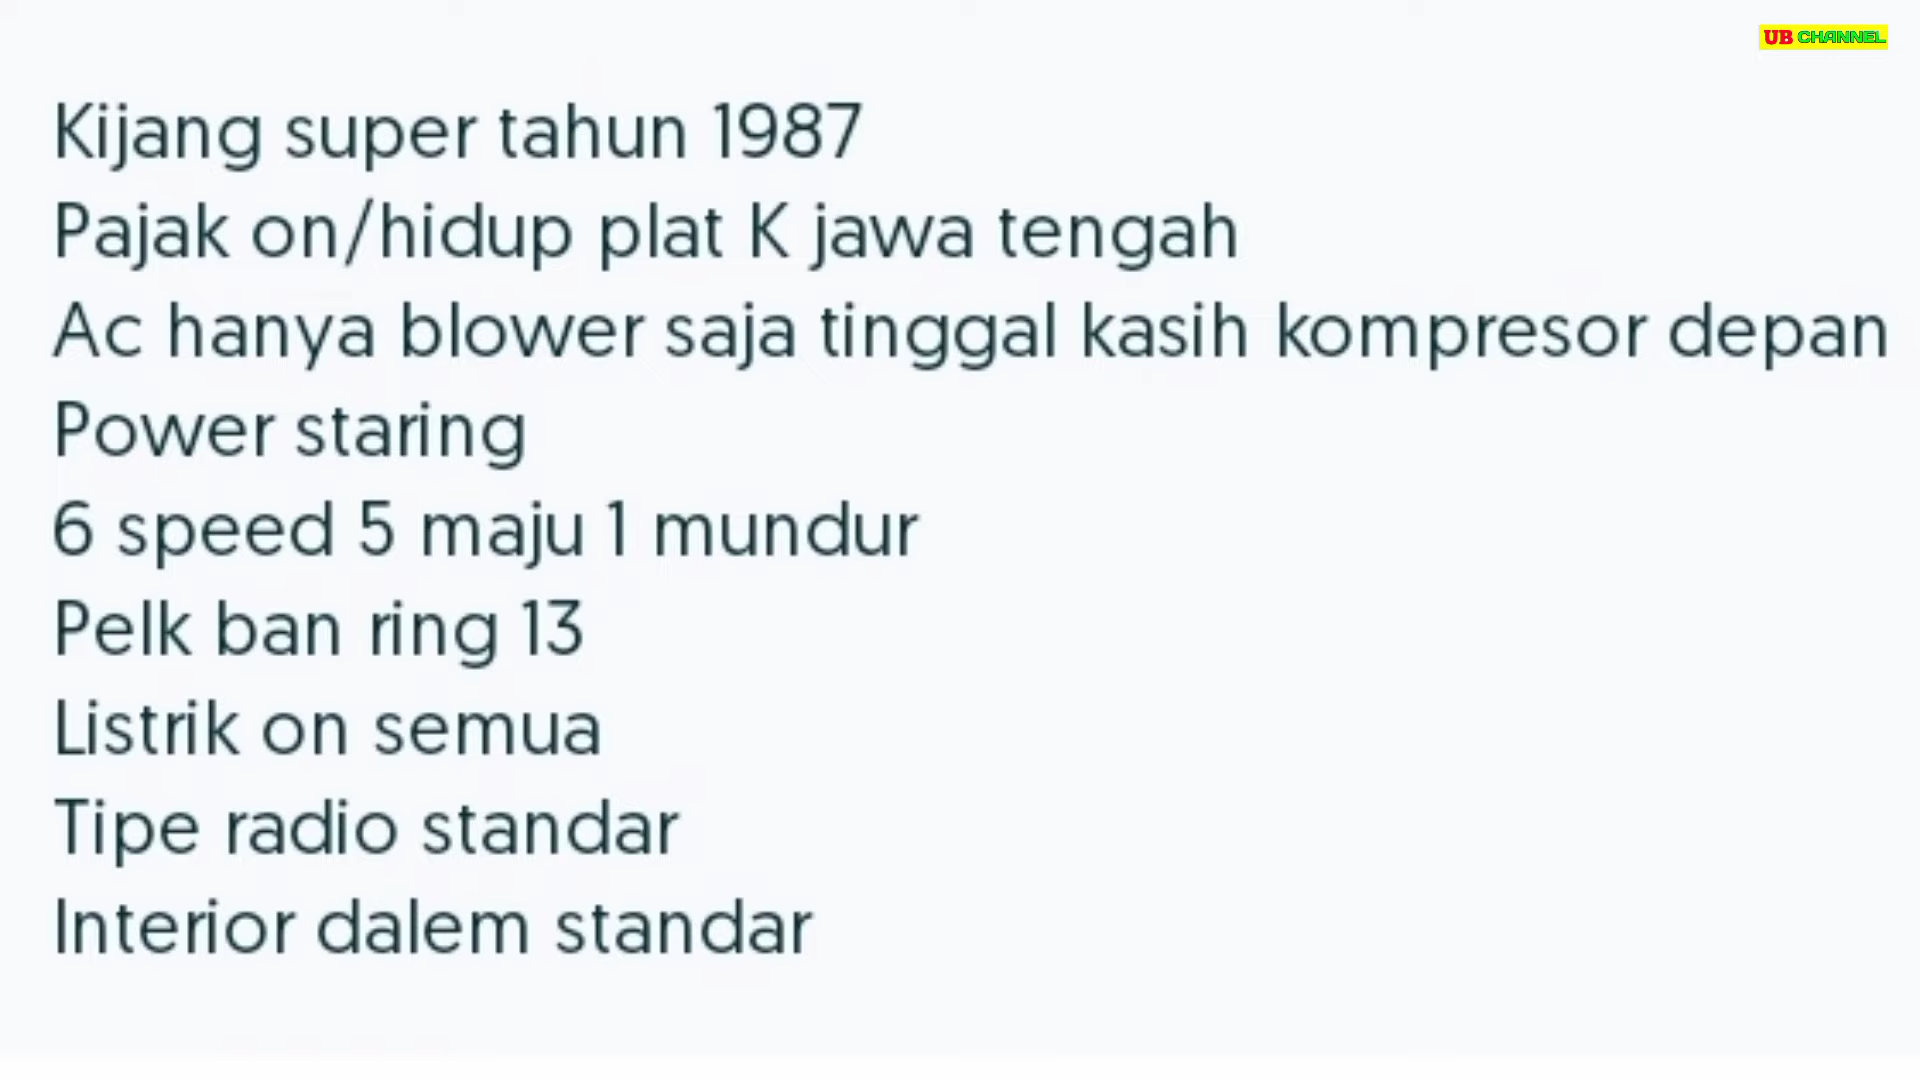 UB CHANNEL
Kijang super tahun 1987
Pajak on/hidup plat K jawa tengah
Ac hanya blower saja tinggal kasih kompresor depan
Power staring
6 speed 5 maju 1 mundur
Pelk ban ring 13
Listrik on semua
Tipe radio standar
Interior dalem standar